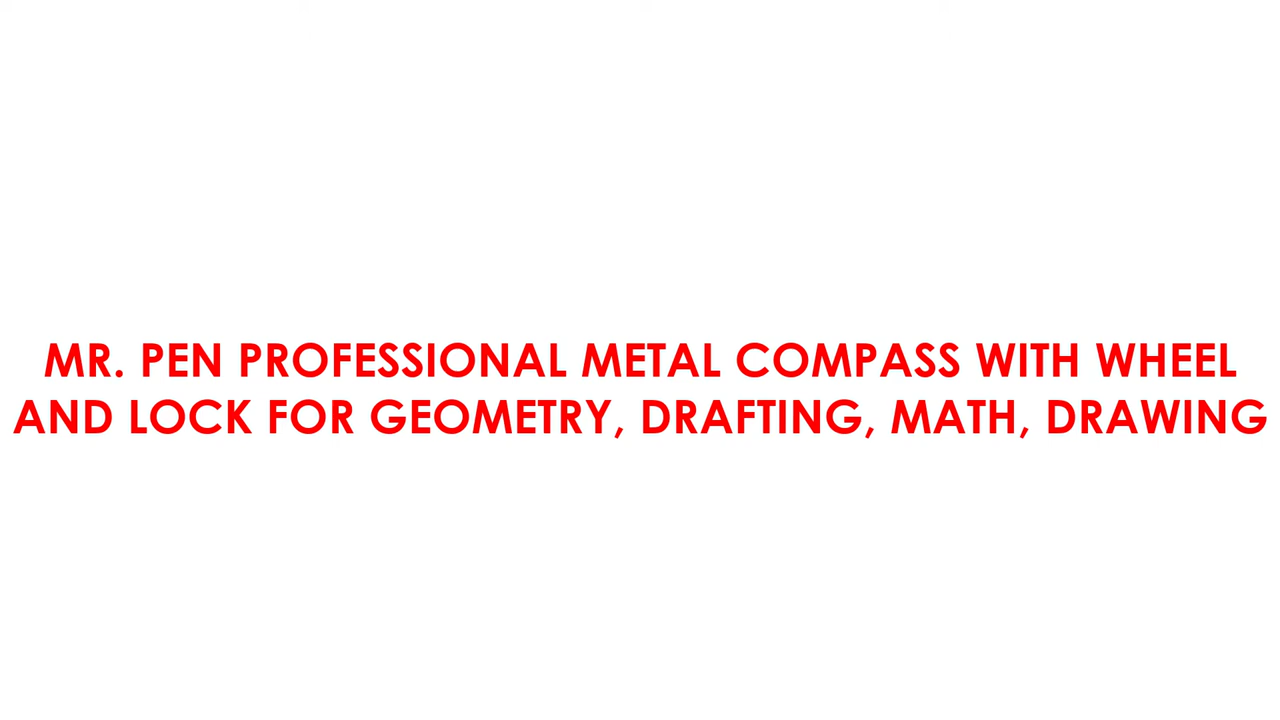 MR. PEN PROFESSIONAL METAL COMPASS WITH WHEEL
AND LOCK FOR GEOMETRY, DRAFTING, MATH, DRAWING